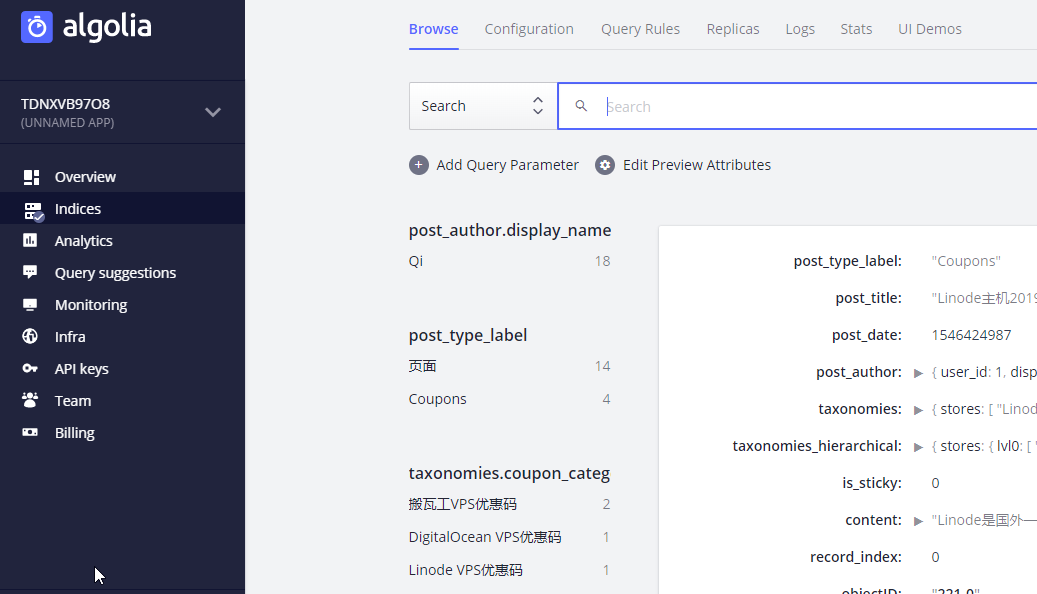 algolia
TDNXVB97O8
(UNNAMED APP)
Overview
Indices
Analytics
Query suggestions
Monitoring
Infra
API keys
Team
Billing
Browse Configuration Query Rules Replicas Logs Stats UI Demos
Search Search
Add Query Parameter Edit Preview Attributes
post_author.display_name
Qi 18
post_type_label
页面 14
Coupons 4
taxonomies.coupon_categ
搬瓦工VPS优惠码 2
DigitalOcean VPS优惠码 1
Linode VPS优惠码 1
post_type_label: "Coupons"
post_title: "Linode主机2019
post_date: 1546424987
post_author: { user_id: 1, disp
taxonomies: { stores: [ "Linod
taxonomies_hierarchical: { stores: { lvl0: [ "
is_sticky: 0
content: "Linode是国外一
record_index: 0
objectID: "221-0"